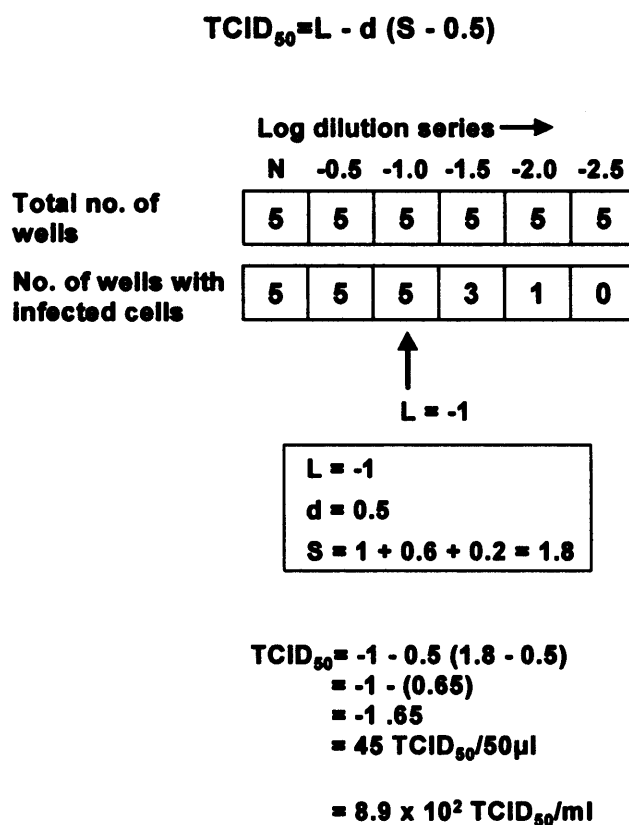 TCID₅₀=L - d (S - 0.5)
Log dilution series →
N -0.5 -1.0 -1.5 -2.0 -2.5
Total no. of
wells
5 5 5 5 5 5
No. of wells with
infected cells
5 5 5 3 1 0
L = -1
L = -1
d = 0.5
S = 1 + 0.6 + 0.2 = 1.8
TCID₅₀= -1 - 0.5 (1.8 - 0.5)
= -1 - (0.65)
= -1 .65
= 45 TCID₅₀/50µl
= 8.9 x 10² TCID₅₀/ml